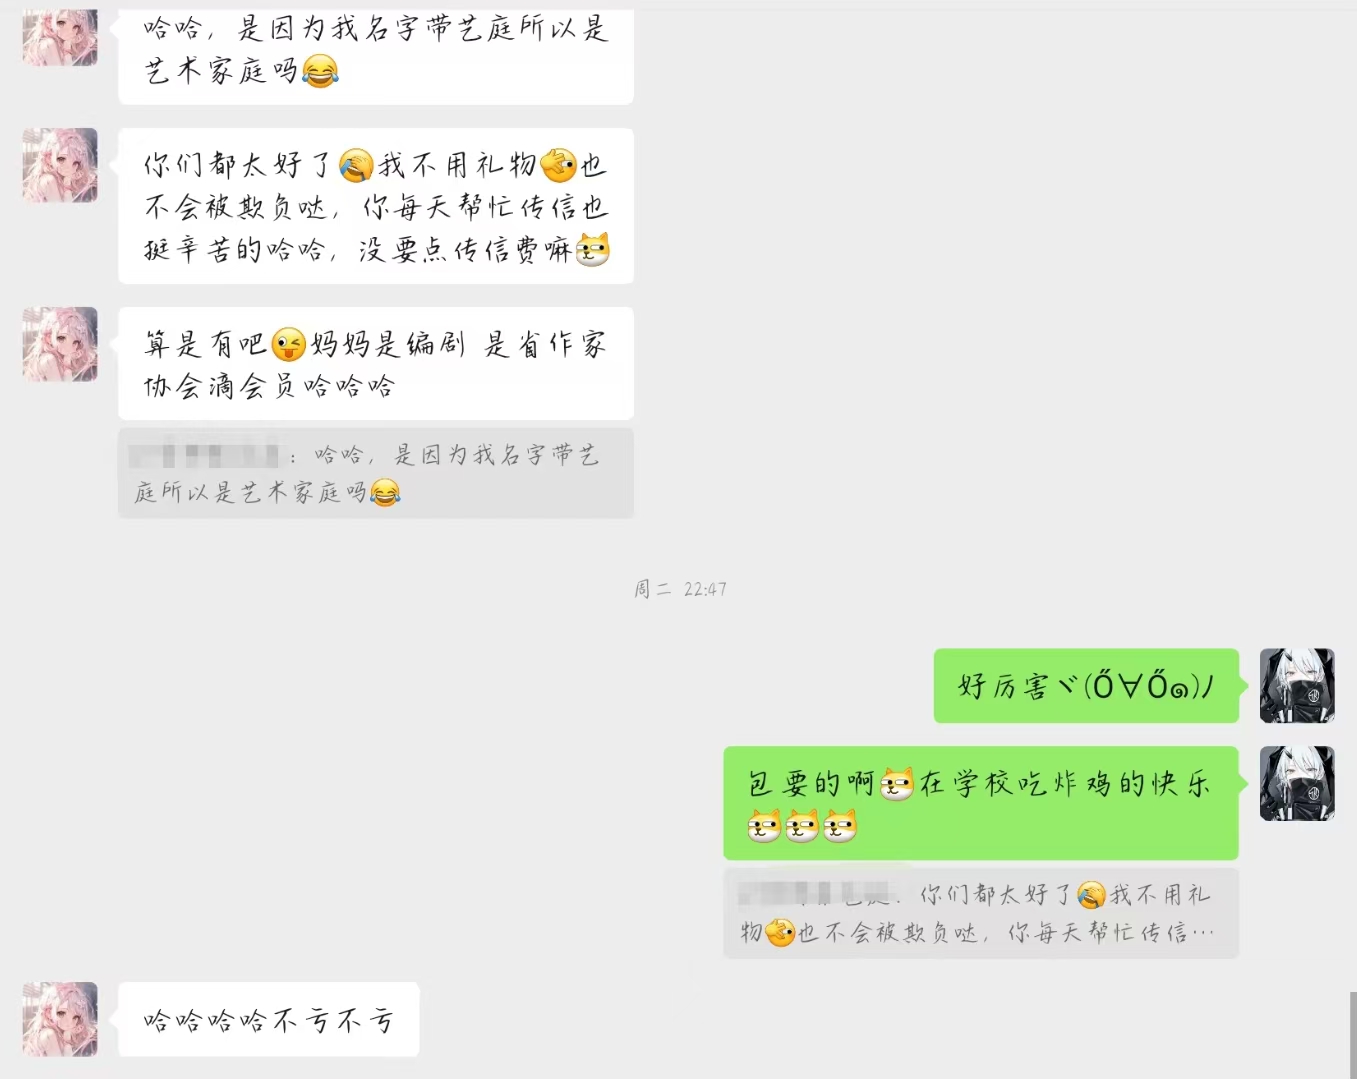 哈哈，是因为我名字带艺庭所以是
艺术家庭吗😂
你们都太好了🤣我不用礼物🫣也
不会被欺负哒，你每天帮忙传信也
挺辛苦的哈哈，没要点传信费嘛
算是有吧😜妈妈是编剧 是省作家
协会滴会员哈哈哈
：哈哈，是因为我名字带艺
庭所以是艺术家庭吗😂
周二 22:47
好厉害ヾ(Ő∀Ő๑)ﾉ
包要的啊在学校吃炸鸡的快乐
：你们都太好了🤣我不用礼
物🫣也不会被欺负哒，你每天帮忙传信…
哈哈哈哈不亏不亏